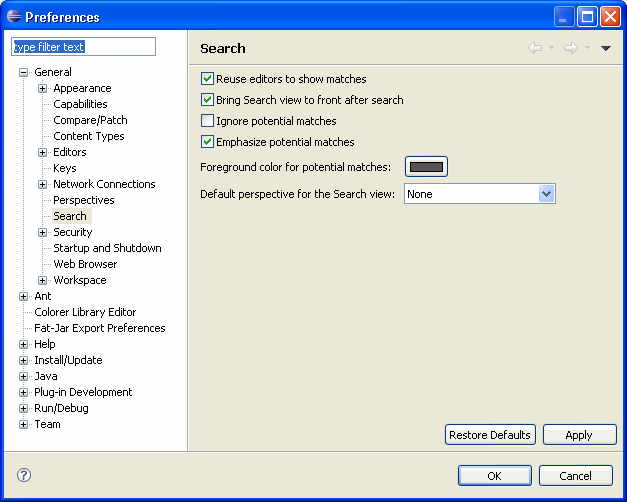 Preferences
type filter text
General
Appearance
Capabilities
Compare/Patch
Content Types
Editors
Keys
Network Connections
Perspectives
Search
Security
Startup and Shutdown
Web Browser
Workspace
Ant
Colorer Library Editor
Fat-Jar Export Preferences
Help
Install/Update
Java
Plug-in Development
Run/Debug
Team
Search
Reuse editors to show matches
Bring Search view to front after search
Ignore potential matches
Emphasize potential matches
Foreground color for potential matches:
Default perspective for the Search view: None
Restore Defaults Apply
? OK Cancel